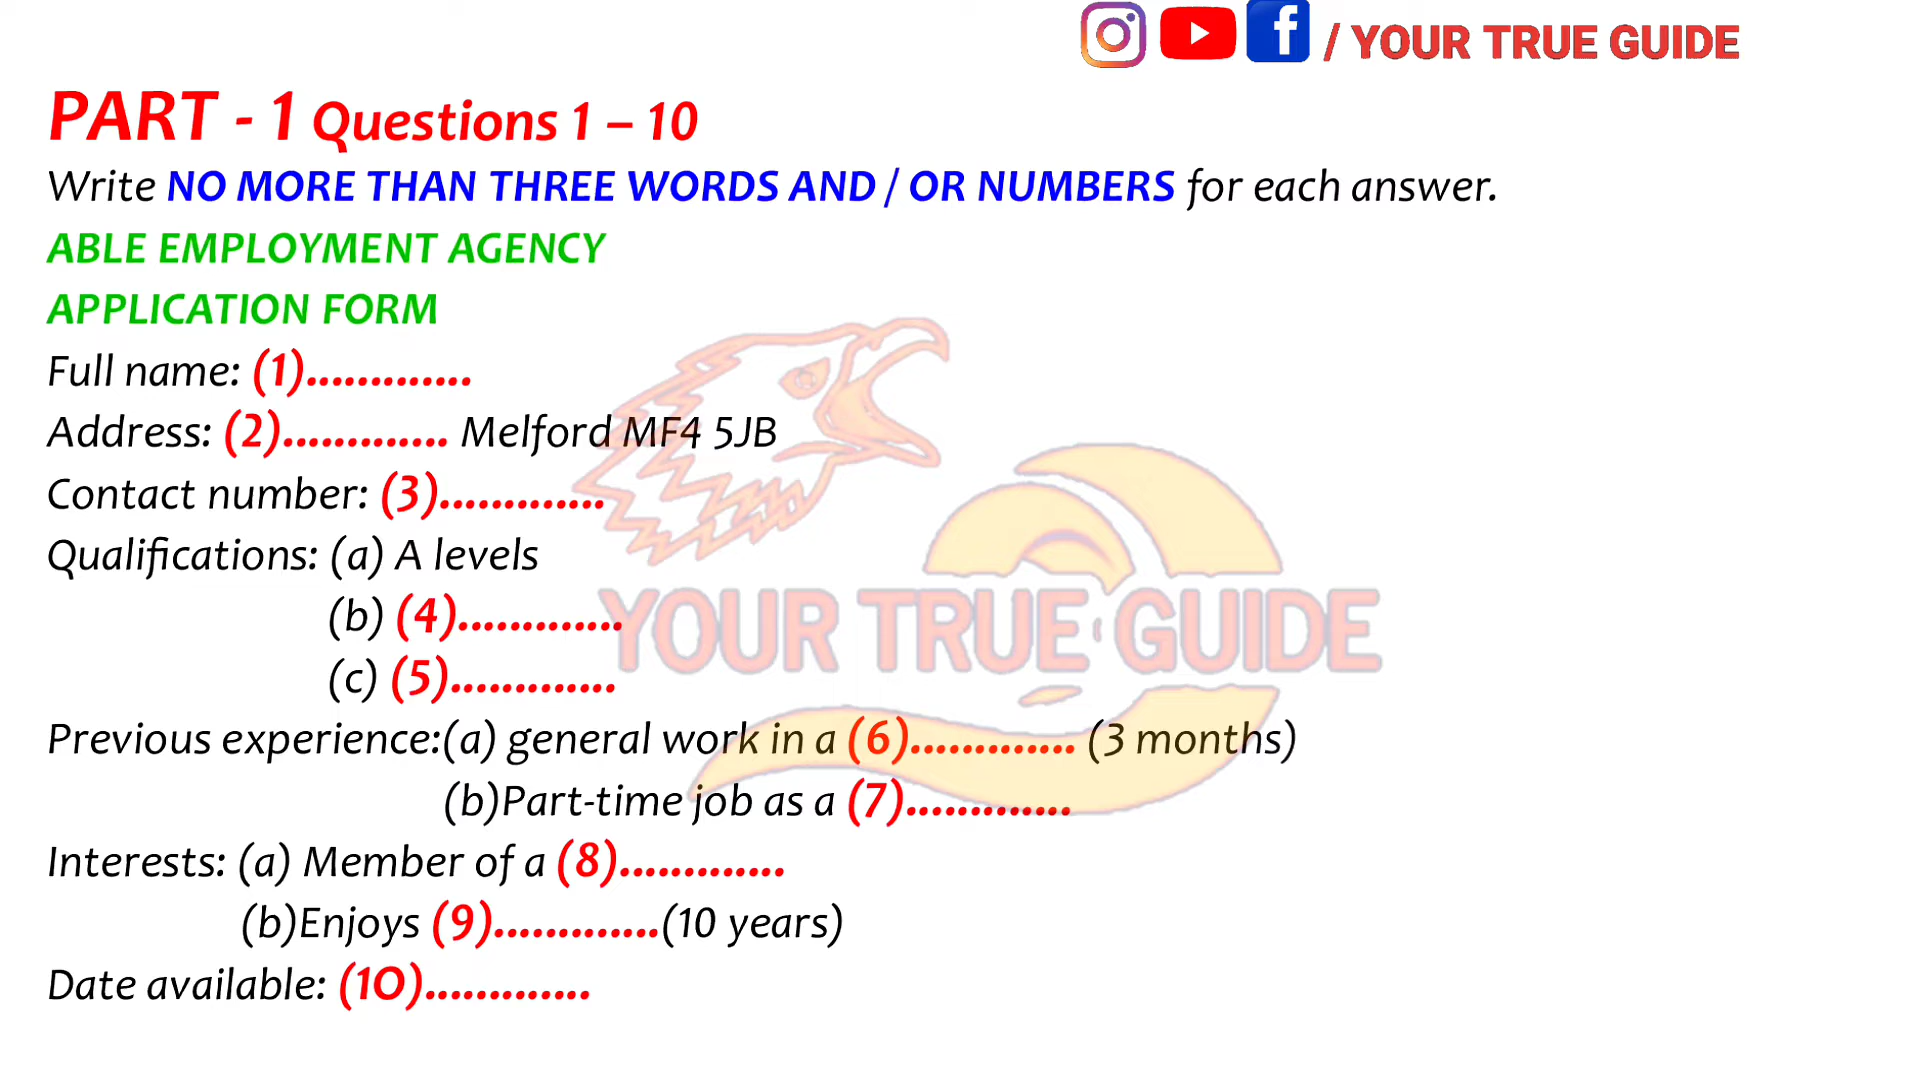 / YOUR TRUE GUIDE
PART - 1 Questions 1 – 10
Write NO MORE THAN THREE WORDS AND / OR NUMBERS for each answer.
ABLE EMPLOYMENT AGENCY
APPLICATION FORM
Full name: (1).............
Address: (2)............. Melford MF4 5JB
Contact number: (3).............
Qualifications: (a) A levels
(b) (4).............
(c) (5).............
YOUR TRUE GUIDE
Previous experience:(a) general work in a (6)............. (3 months)
(b)Part-time job as a (7).............
Interests: (a) Member of a (8).............
(b)Enjoys (9).............(10 years)
Date available: (10).............